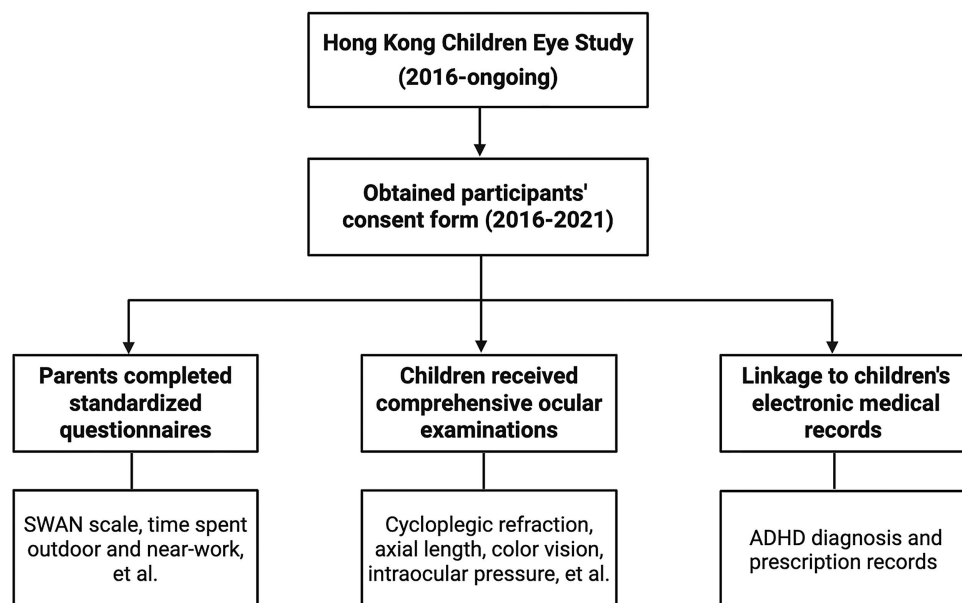 Hong Kong Children Eye Study
(2016-ongoing)
Obtained participants'
consent form (2016-2021)
Parents completed
standardized
questionnaires
Children received
comprehensive ocular
examinations
Linkage to children's
electronic medical
records
SWAN scale, time spent
outdoor and near-work,
et al.
Cycloplegic refraction,
axial length, color vision,
intraocular pressure, et al.
ADHD diagnosis and
prescription records